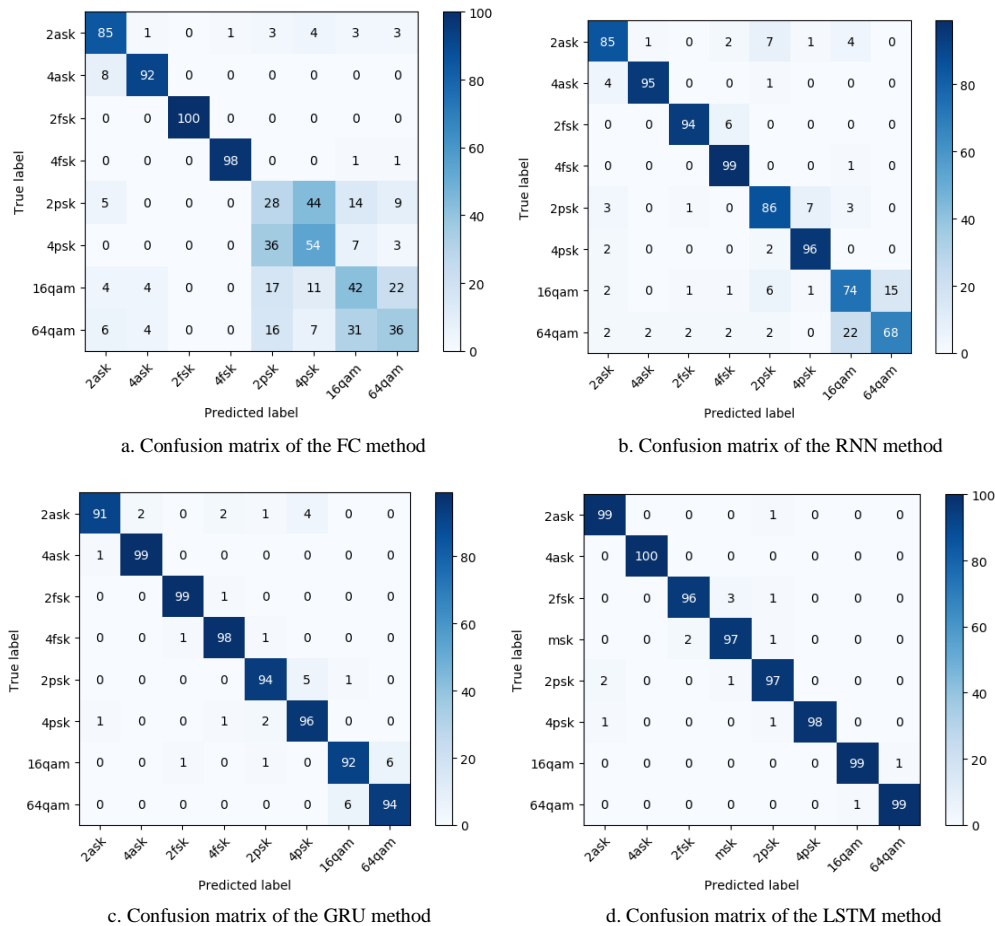 100
2ask 85 1 0 1 3 4 3 3
4ask 8 92 0 0 0 0 0 0
80
2fsk 0 0 100 0 0 0 0 0
60
4fsk 0 0 0 98 0 0 1 1
True label
2psk 5 0 0 0 28 44 14 9
40
4psk 0 0 0 0 36 54 7 3
20
16qam 4 4 0 0 17 11 42 22
64qam 6 4 0 0 16 7 31 36
0
2ask 4ask 2fsk 4fsk 2psk 4psk 16qam 64qam
Predicted label
a. Confusion matrix of the FC method
2ask 85 1 0 2 7 1 4 0
4ask 4 95 0 0 1 0 0 0
80
2fsk 0 0 94 6 0 0 0 0
60
4fsk 0 0 0 99 0 0 1 0
True label
2psk 3 0 1 0 86 7 3 0
40
4psk 2 0 0 0 2 96 0 0
20
16qam 2 0 1 1 6 1 74 15
64qam 2 2 2 2 2 0 22 68
0
2ask 4ask 2fsk 4fsk 2psk 4psk 16qam 64qam
Predicted label
b. Confusion matrix of the RNN method
2ask 91 2 0 2 1 4 0 0
80
4ask 1 99 0 0 0 0 0 0
2fsk 0 0 99 1 0 0 0 0
60
4fsk 0 0 1 98 1 0 0 0
True label
40
2psk 0 0 0 0 94 5 1 0
4psk 1 0 0 1 2 96 0 0
20
16qam 0 0 1 0 1 0 92 6
64qam 0 0 0 0 0 0 6 94
0
2ask 4ask 2fsk 4fsk 2psk 4psk 16qam 64qam
Predicted label
c. Confusion matrix of the GRU method
100
2ask 99 0 0 0 1 0 0 0
4ask 0 100 0 0 0 0 0 0
80
2fsk 0 0 96 3 1 0 0 0
60
msk 0 0 2 97 1 0 0 0
True label
2psk 2 0 0 1 97 0 0 0
40
4psk 1 0 0 0 1 98 0 0
20
16qam 0 0 0 0 0 0 99 1
64qam 0 0 0 0 0 0 1 99
0
2ask 4ask 2fsk msk 2psk 4psk 16qam 64qam
Predicted label
d. Confusion matrix of the LSTM method